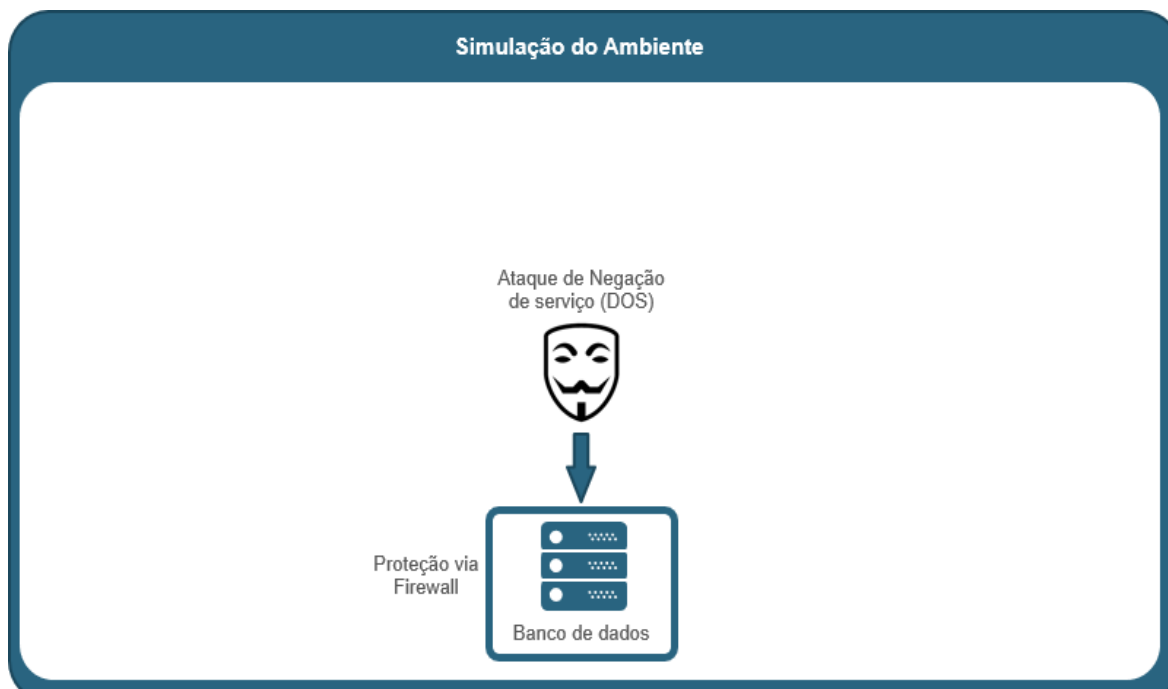 Simulação do Ambiente
Ataque de Negação
de serviço (DOS)
Proteção via
Firewall
Banco de dados